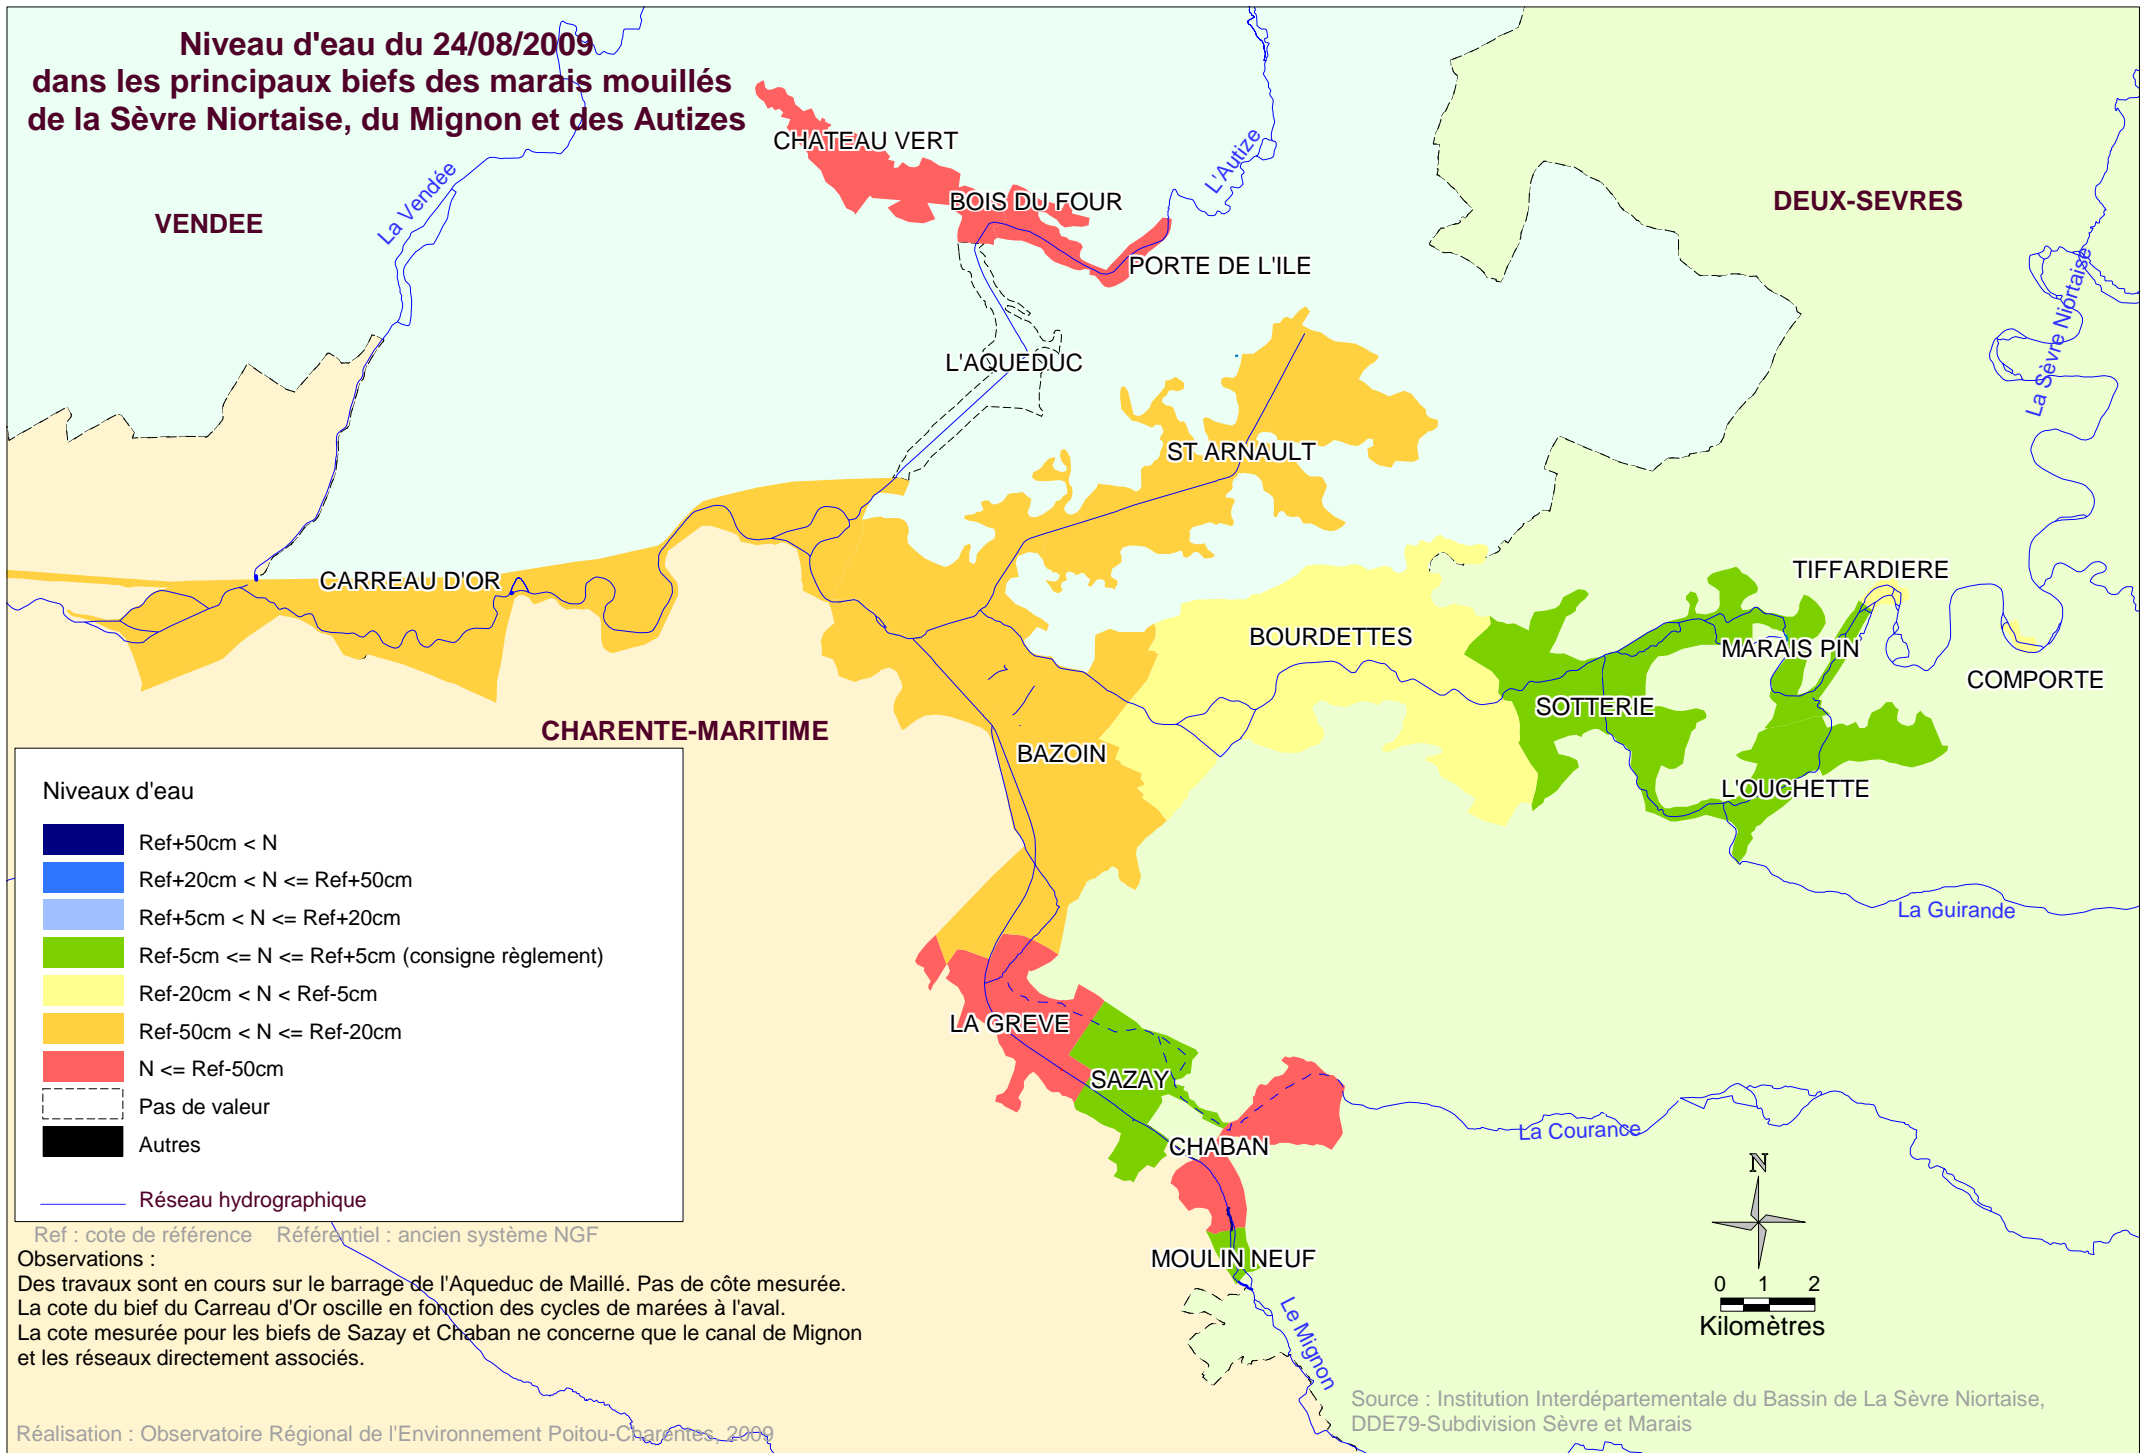 Niveau d'eau du 24/08/2009
dans les principaux biefs des marais mouillés
de la Sèvre Niortaise, du Mignon et des Autizes
VENDEE
La Vendée
CHATEAU VERT
BOIS DU FOUR
L'Autize
PORTE DE L'ILE
DEUX-SEVRES
La Sèvre Niortaise
L'AQUEDUC
ST ARNAULT
CARREAU D'OR
TIFFARDIERE
BOURDETTES
MARAIS PIN
COMPORTE
SOTTERIE
CHARENTE-MARITIME
BAZOIN
L'OUCHETTE
La Guirande
LA GREVE
SAZAY
CHABAN
La Courance
MOULIN NEUF
Le Mignon
Niveaux d'eau
Ref+50cm < N
Ref+20cm < N <= Ref+50cm
Ref+5cm < N <= Ref+20cm
Ref-5cm <= N <= Ref+5cm (consigne règlement)
Ref-20cm < N < Ref-5cm
Ref-50cm < N <= Ref-20cm
N <= Ref-50cm
Pas de valeur
Autres
Réseau hydrographique
Ref : cote de référence Référentiel : ancien système NGF
Observations :
Des travaux sont en cours sur le barrage de l'Aqueduc de Maillé. Pas de côte mesurée.
La cote du bief du Carreau d'Or oscille en fonction des cycles de marées à l'aval.
La cote mesurée pour les biefs de Sazay et Chaban ne concerne que le canal de Mignon
et les réseaux directement associés.
N
0 1 2
Kilomètres
Source : Institution Interdépartementale du Bassin de La Sèvre Niortaise,
DDE79-Subdivision Sèvre et Marais
Réalisation : Observatoire Régional de l'Environnement Poitou-Charentes, 2009